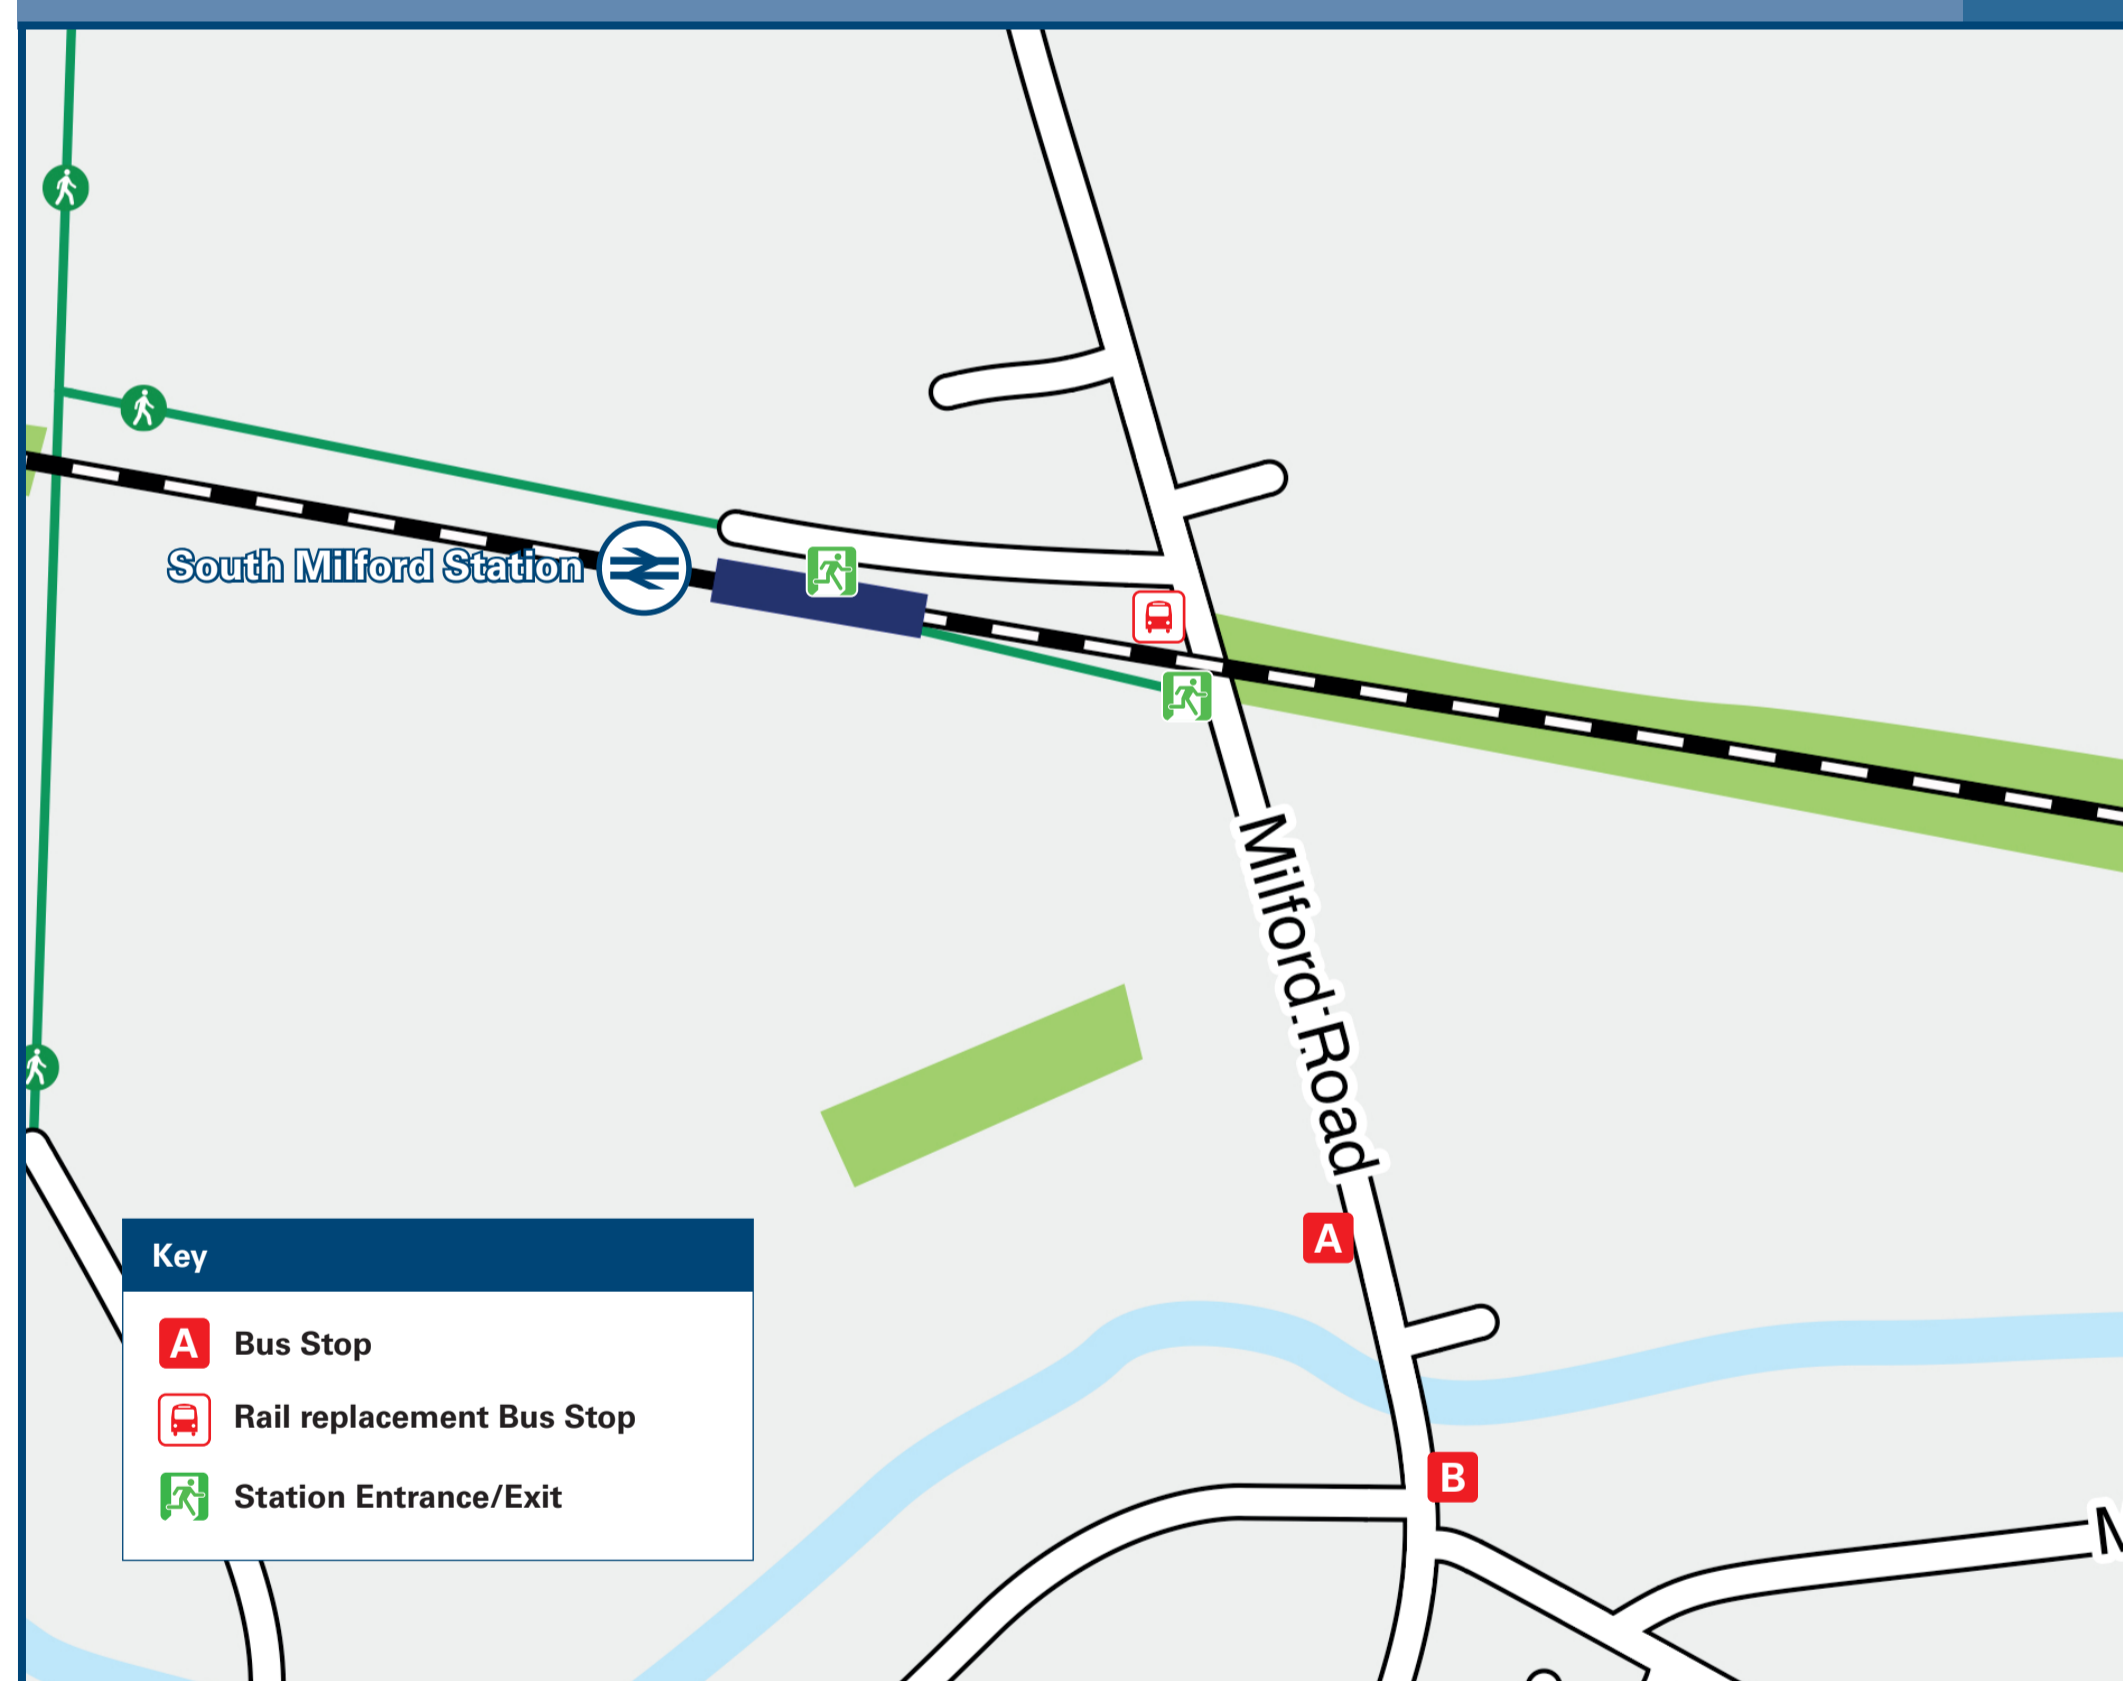 South Milford Station
Milford Road
A
B
Key
A Bus Stop
Rail replacement Bus Stop
Station Entrance/Exit